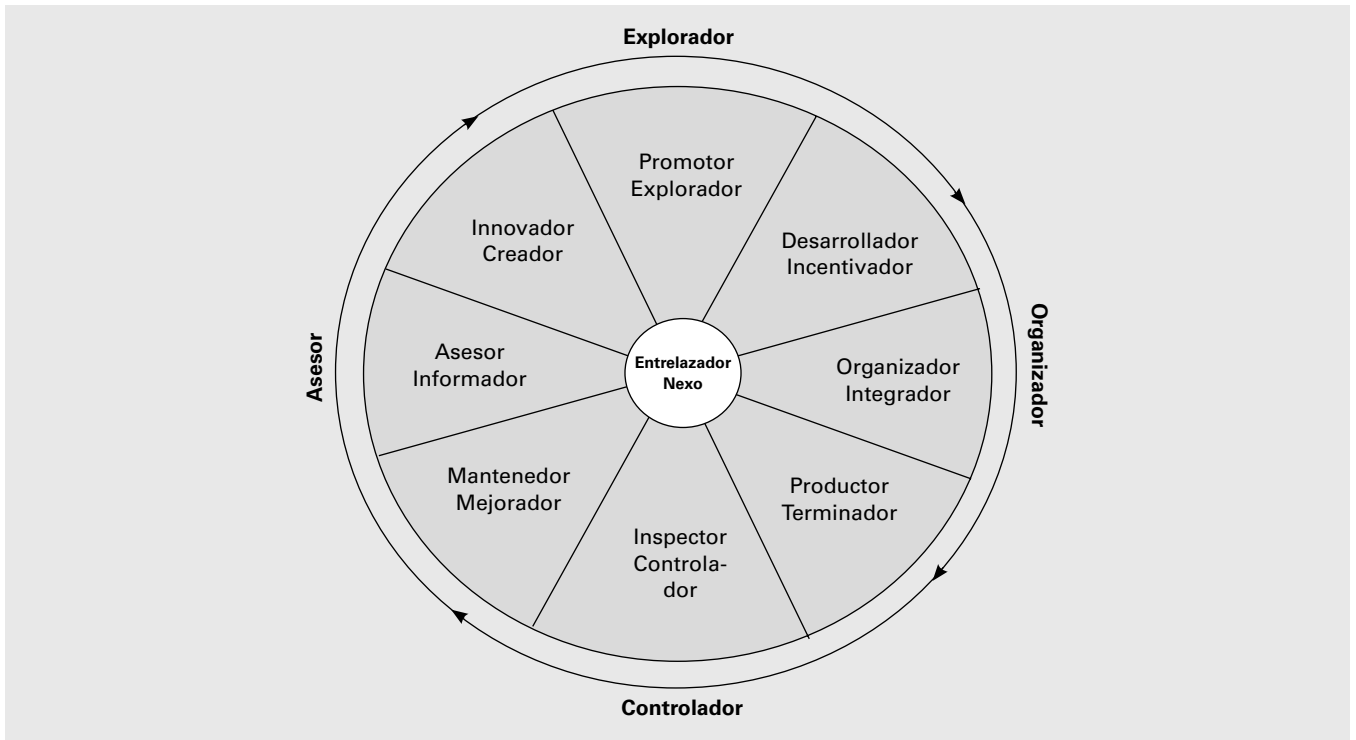 Explorador
Promotor
Explorador
Innovador
Creador
Desarrollador
Incentivador
Asesor
Asesor
Informador
Entrelazador
Nexo
Organizador
Integrador
Organizador
Mantenedor
Mejorador
Productor
Terminador
Inspector
Controla-
dor
Controlador